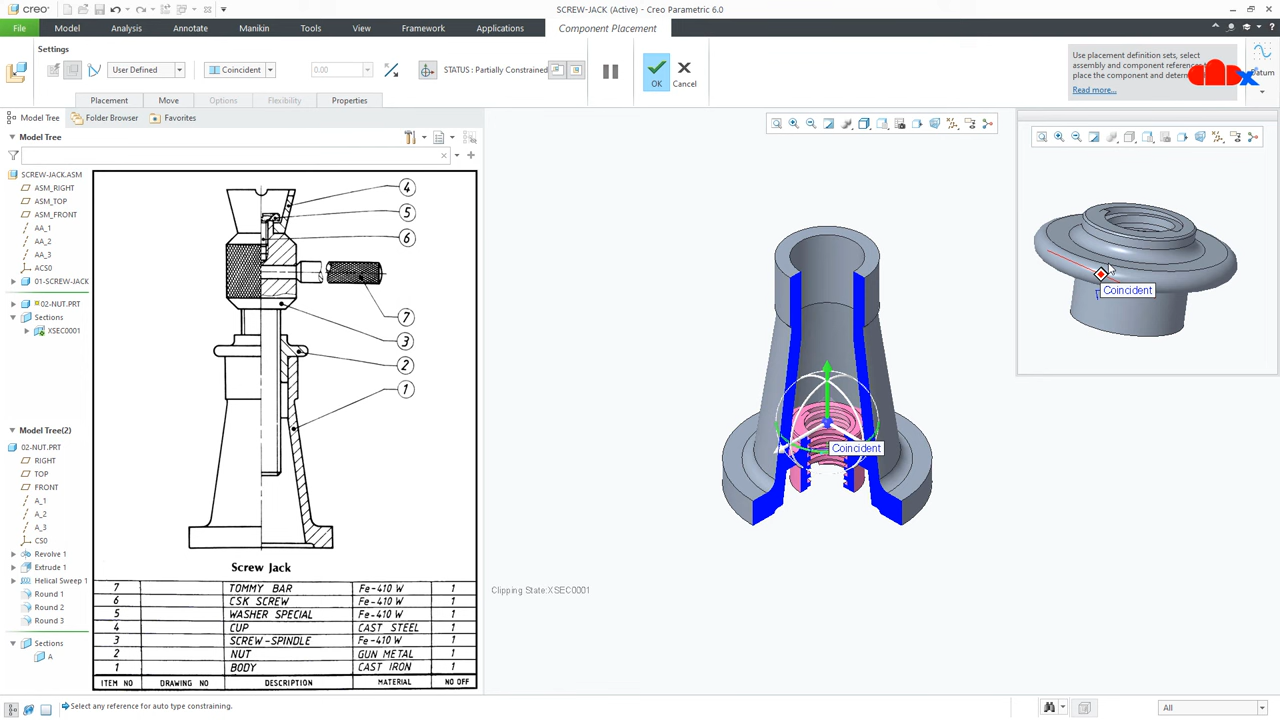 creo
SCREW-JACK (Active) - Creo Parametric 6.0
File
Model
Analysis
Annotate
Manikin
Tools
View
Framework
Applications
Component Placement
Settings
User Defined
Coincident
0.00
STATUS : Partially Constrained
OK
Cancel
Use placement definition sets, select
assembly and component reference
place the component and determ
Read more...
Datum
Placement
Move
Options
Flexibility
Properties
Model Tree
Folder Browser
Favorites
Model Tree
SCREW-JACK.ASM
ASM_RIGHT
ASM_TOP
ASM_FRONT
AA_1
AA_2
AA_3
ACS0
01-SCREW-JACK
02-NUT.PRT
Sections
XSEC0001
Model Tree(2)
02-NUT.PRT
RIGHT
TOP
FRONT
A_1
A_2
A_3
CS0
Revolve 1
Extrude 1
Helical Sweep 1
Round 1
Round 2
Round 3
Sections
A
4
5
6
7
3
2
1
Screw Jack
7 TOMMY BAR Fe-410 W 1
6 CSK SCREW Fe-410 W 1
5 WASHER SPECIAL Fe-410 W 1
4 CUP CAST STEEL 1
3 SCREW-SPINDLE Fe-410 W 1
2 NUT GUN METAL 1
1 BODY CAST IRON 1
ITEM NO DRAWING NO DESCRIPTION MATERIAL NO OFF
Coincident
Coincident
Clipping State:XSEC0001
Select any reference for auto type constraining.
All